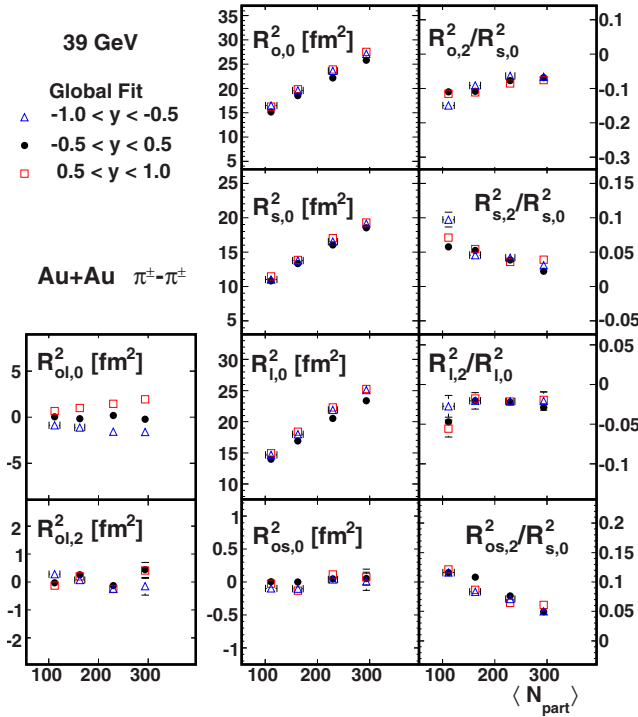 39 GeV
Global Fit
-1.0 < y < -0.5
-0.5 < y < 0.5
0.5 < y < 1.0
Au+Au π±-π±
R²o,0 [fm²]
35
30
25
20
15
10
5
R²o,2/R²s,0
0.1
0
-0.1
-0.2
-0.3
R²s,0 [fm²]
25
20
15
10
5
R²s,2/R²s,0
0.15
0.1
0.05
0
R²ol,0 [fm²]
5
0
-5
R²l,0 [fm²]
30
25
20
15
10
R²l,2/R²l,0
0.05
0
-0.05
-0.1
R²ol,2 [fm²]
2
1
0
-1
-2
R²os,0 [fm²]
1
0.5
0
-0.5
-1
R²os,2/R²s,0
0.2
0.15
0.1
0.05
0
100 200 300
100 200 300
100 200 300
⟨ Npart ⟩